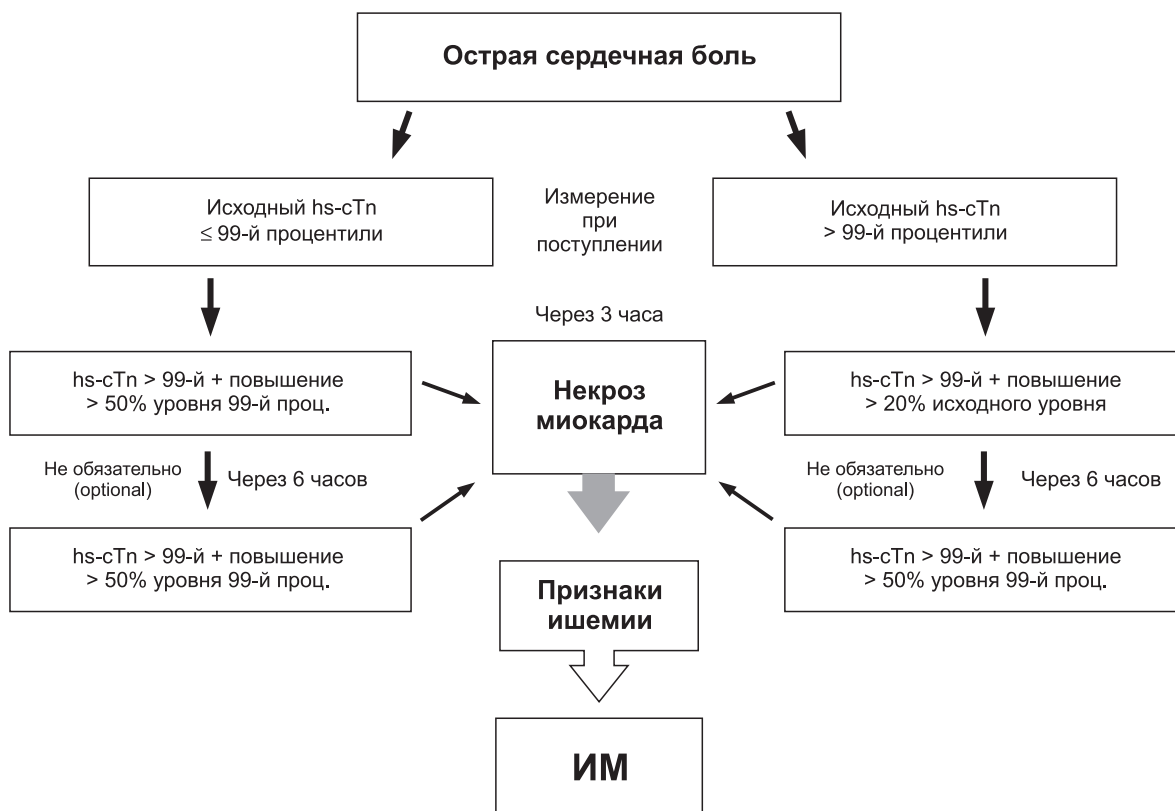 Острая сердечная боль
Исходный hs-cTn
≤ 99-й процентили
Измерение
при
поступлении
Исходный hs-cTn
> 99-й процентили
Через 3 часа
hs-cTn > 99-й + повышение
> 50% уровня 99-й проц.
Некроз
миокарда
hs-cTn > 99-й + повышение
> 20% исходного уровня
Не обязательно
(optional)
Через 6 часов
Не обязательно
(optional)
Через 6 часов
hs-cTn > 99-й + повышение
> 50% уровня 99-й проц.
hs-cTn > 99-й + повышение
> 50% уровня 99-й проц.
Признаки
ишемии
ИМ